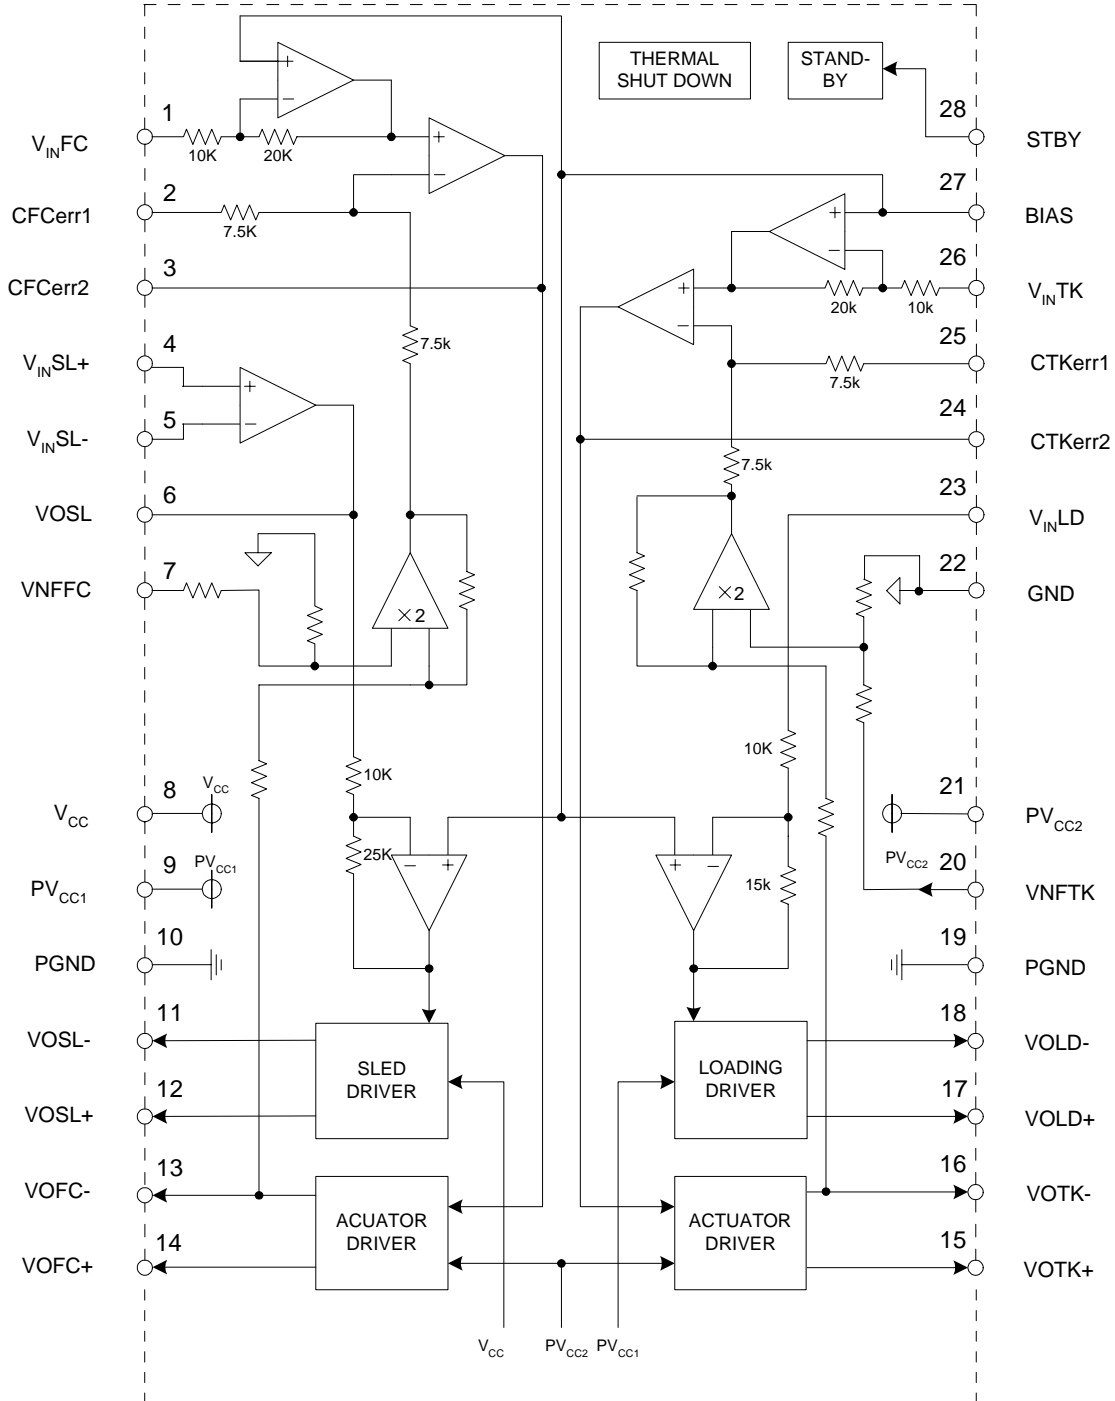 THERMAL
SHUT DOWN
STAND-
BY
+
−
1
VINFC
10K
20K
+
−
28
STBY
2
CFCerr1
7.5K
27
BIAS
+
−
3
CFCerr2
26
VINTK
20k
10k
+
−
4
VINSL+
7.5k
25
CTKerr1
7.5k
+
−
5
VINSL-
24
CTKerr2
7.5k
6
VOSL
23
VINLD
7
VNFFC
×2
×2
22
GND
10K
10K
8
VCC
VCC
21
PVCC2
25K
−
+
+
−
15k
9
PVCC1
PVCC1
PVCC2
20
VNFTK
10
PGND
19
PGND
11
VOSL-
SLED
DRIVER
LOADING
DRIVER
18
VOLD-
12
VOSL+
17
VOLD+
13
VOFC-
ACUATOR
DRIVER
ACTUATOR
DRIVER
16
VOTK-
14
VOFC+
15
VOTK+
VCC
PVCC2
PVCC1